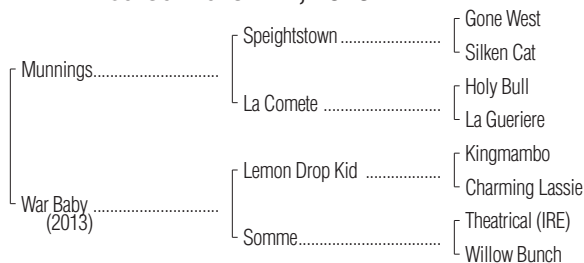 Gone West
Speightstown
Silken Cat
Munnings
Holy Bull
La Comete
La Gueriere
Kingmambo
Lemon Drop Kid
Charming Lassie
War Baby
(2013)
Theatrical (IRE)
Somme
Willow Bunch